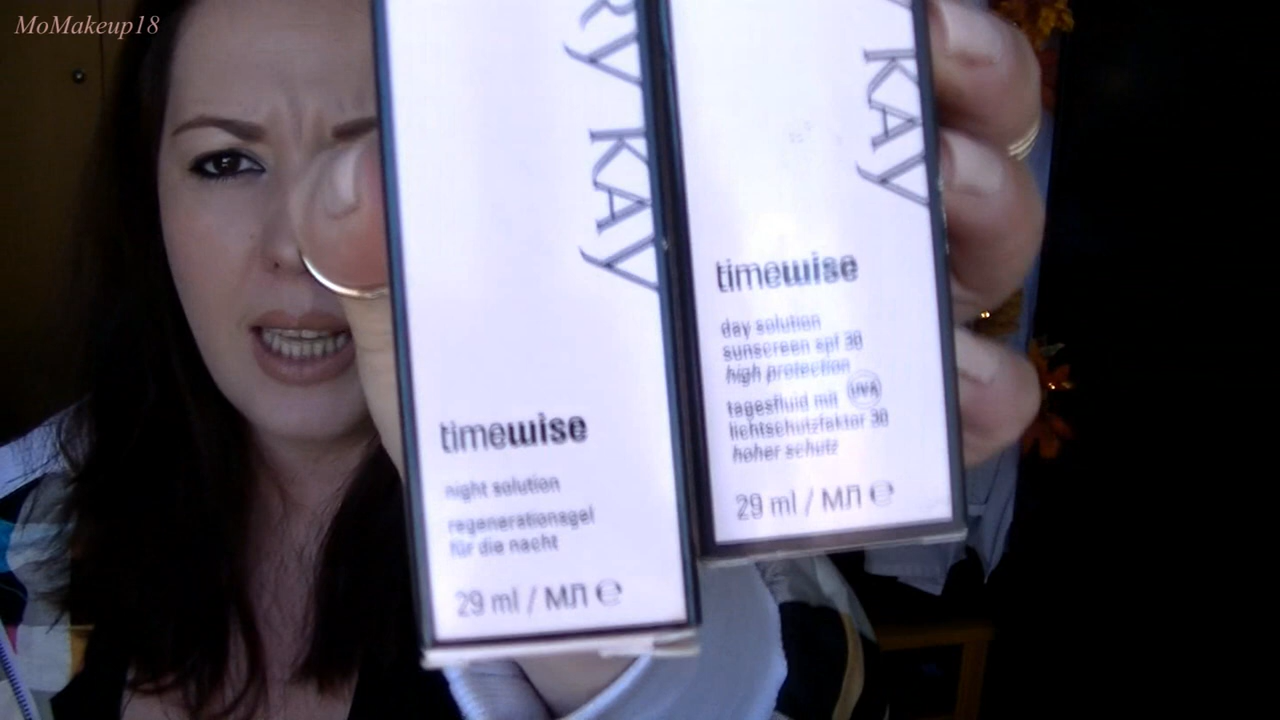 MoMakeup18
RY KAY
timewise
night solution
regenerationsgel
für die nacht
29 ml / МЛ ℮
KAY
timewise
day solution
sunscreen spf 30
high protection
tagesfluid mit UVA
lichtschutzfaktor 30
hoher schutz
29 ml / МЛ ℮